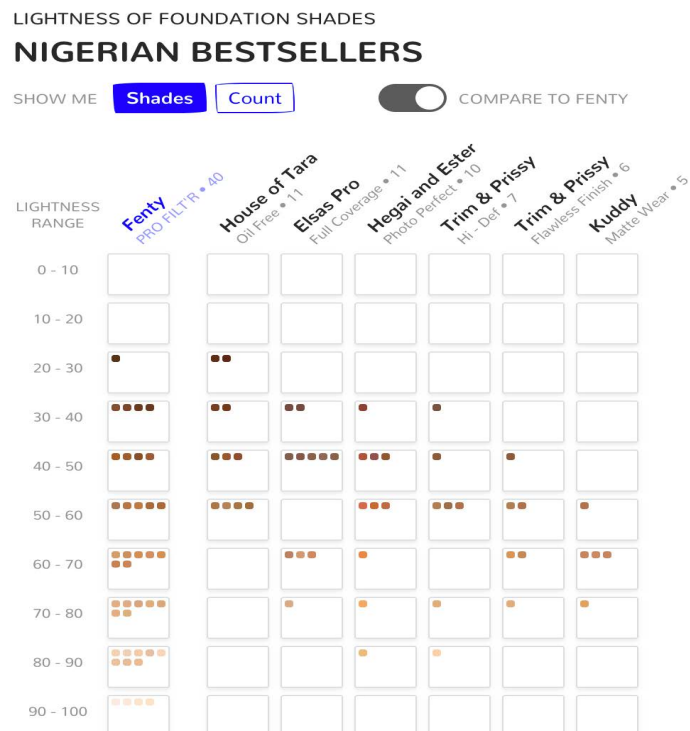 LIGHTNESS OF FOUNDATION SHADES
NIGERIAN BESTSELLERS
SHOW ME Shades Count COMPARE TO FENTY
LIGHTNESS
RANGE
Fenty
PRO FILT'R • 40
House of Tara
Oil Free • 11
Elsas Pro
Full Coverage • 11
Hegai and Ester
Photo Perfect • 10
Trim & Prissy
Hi - Def • 7
Trim & Prissy
Flawless Finish • 6
Kuddy
Matte Wear • 5
0 - 10
10 - 20
20 - 30
30 - 40
40 - 50
50 - 60
60 - 70
70 - 80
80 - 90
90 - 100